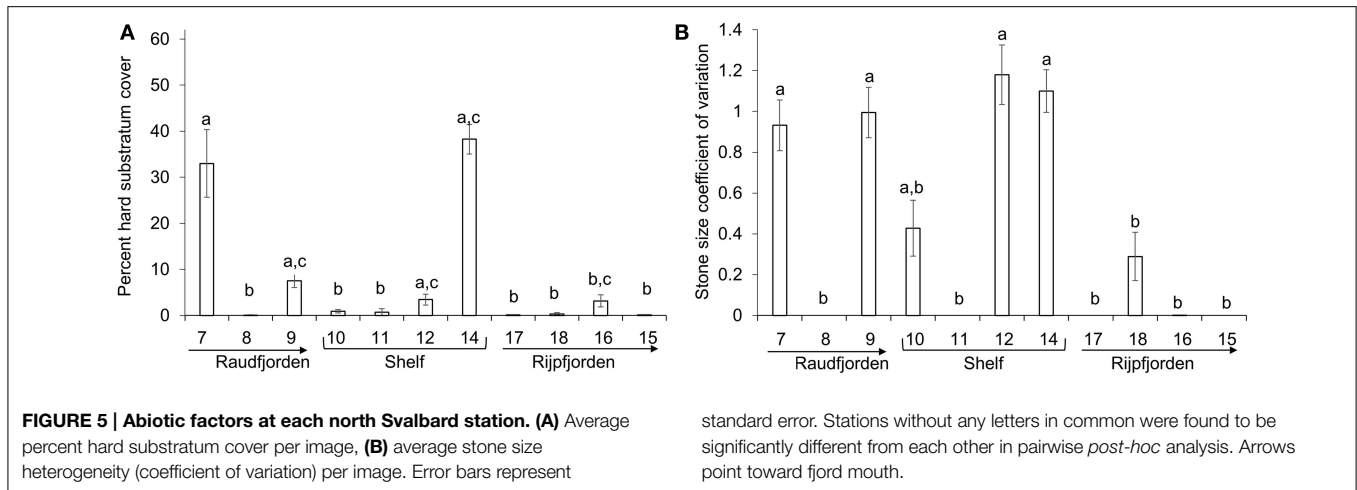 A
Percent hard substratum cover
60
50
40
30
20
10
0
a
b
a,c
b
b
a,c
a,c
b
b
b,c
b
7 8 9 10 11 12 14 17 18 16 15
Raudfjorden Shelf Rijpfjorden
B
Stone size coefficient of variation
1.4
1.2
1
0.8
0.6
0.4
0.2
0
a
b
a
a,b
b
a
a
b
b
b
b
7 8 9 10 11 12 14 17 18 16 15
Raudfjorden Shelf Rijpfjorden
FIGURE 5 | Abiotic factors at each north Svalbard station. (A) Average
percent hard substratum cover per image, (B) average stone size
heterogeneity (coefficient of variation) per image. Error bars represent
standard error. Stations without any letters in common were found to be
significantly different from each other in pairwise post-hoc analysis. Arrows
point toward fjord mouth.